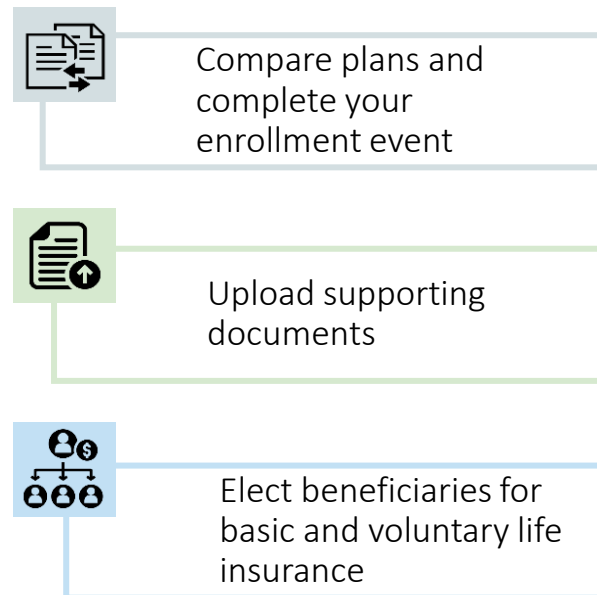 Compare plans and
complete your
enrollment event
Upload supporting
documents
$
Elect beneficiaries for
basic and voluntary life
insurance